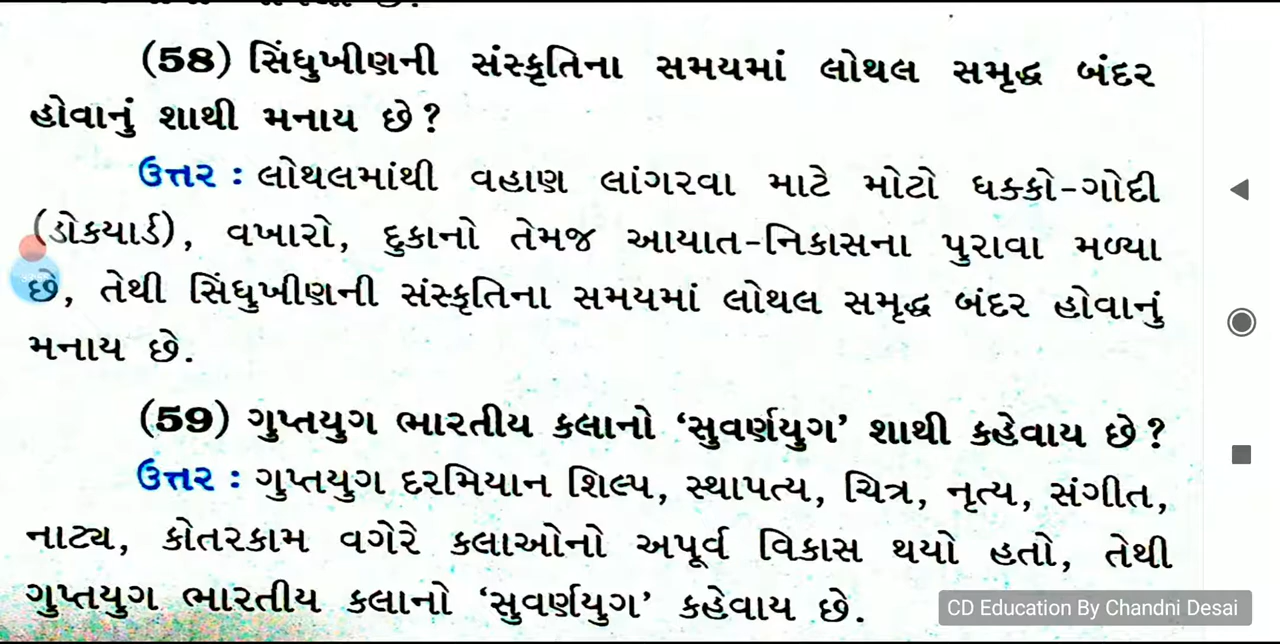 (58) સિંધુખીણની સંસ્કૃતિના સમયમાં લોથલ સમૃદ્ધ બંદર
હોવાનું શાથી મનાય છે?
ઉત્તર : લોથલમાંથી વહાણ લાંગરવા માટે મોટો ધક્કો-ગોદી
(ડોકયાર્ડ), વખારો, દુકાનો તેમજ આયાત-નિકાસના પુરાવા મળ્યા
છે, તેથી સિંધુખીણની સંસ્કૃતિના સમયમાં લોથલ સમૃદ્ધ બંદર હોવાનું
મનાય છે.
(59) ગુપ્તયુગ ભારતીય કલાનો ‘સુવર્ણયુગ’ શાથી કહેવાય છે?
ઉત્તર : ગુપ્તયુગ દરમિયાન શિલ્પ, સ્થાપત્ય, ચિત્ર, નૃત્ય, સંગીત,
નાટ્ય, કોતરકામ વગેરે કલાઓનો અપૂર્વ વિકાસ થયો હતો, તેથી
ગુપ્તયુગ ભારતીય કલાનો ‘સુવર્ણયુગ’ કહેવાય છે.
CD Education By Chandni Desai